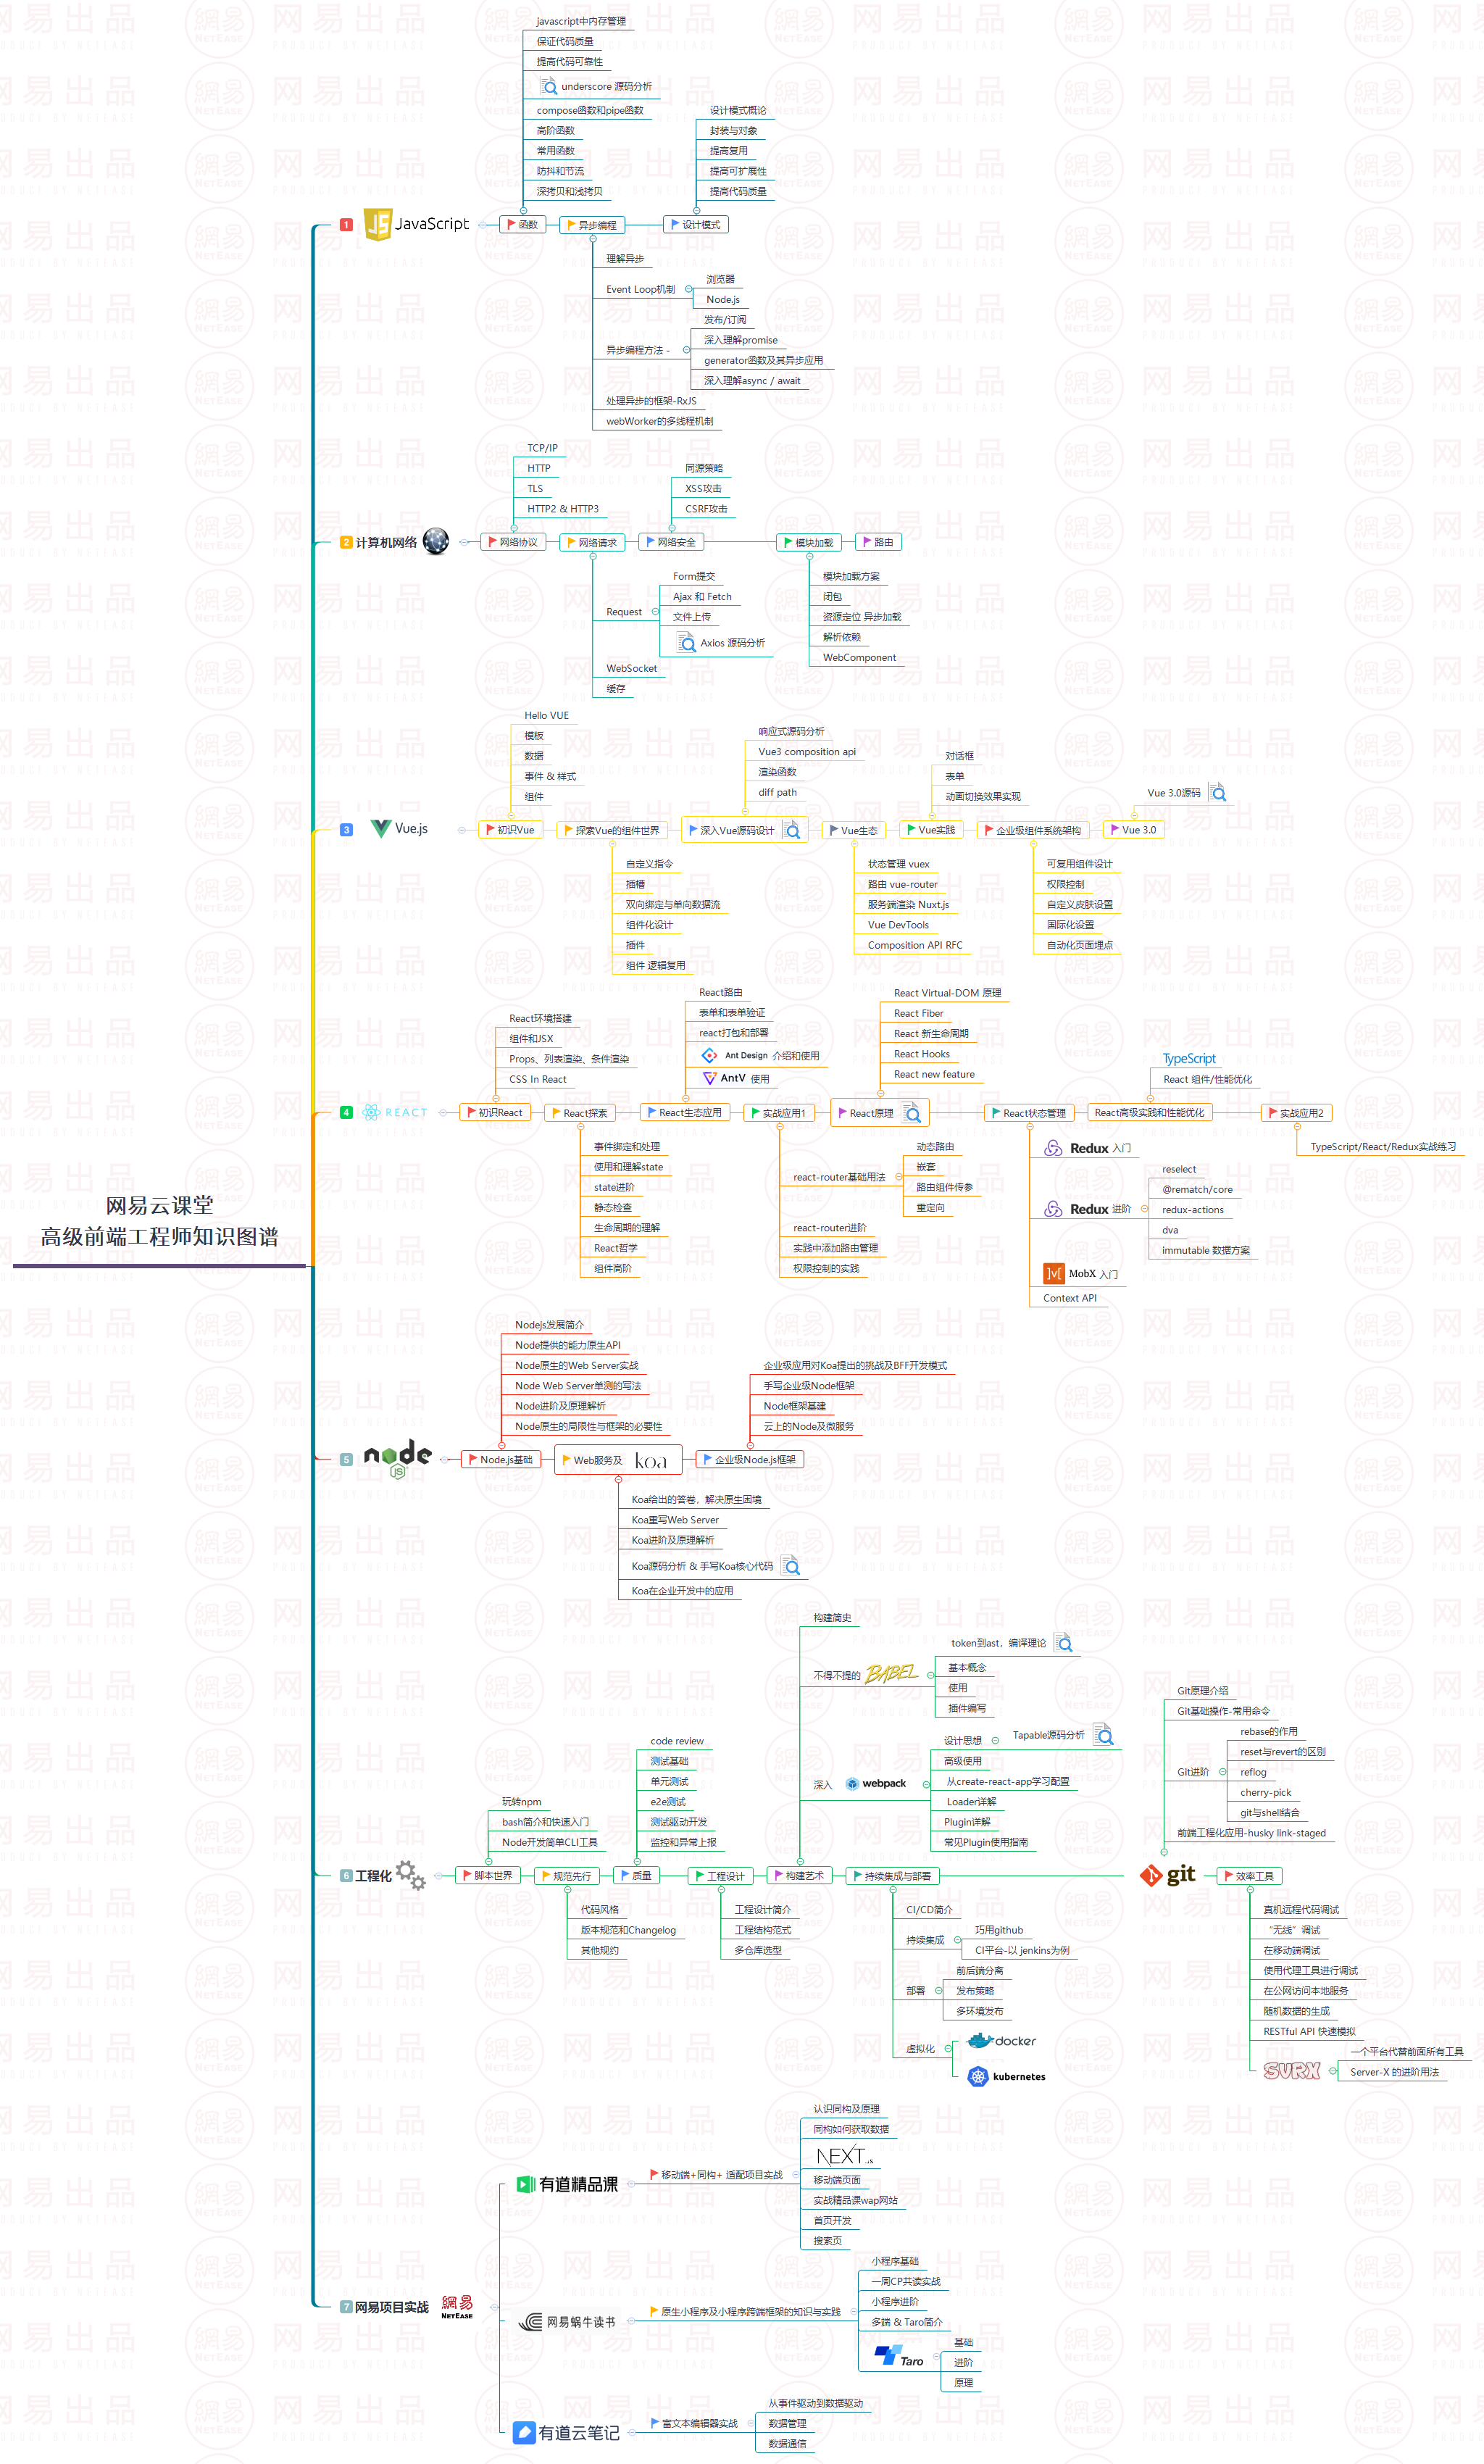 网易云课堂
高级前端工程师知识图谱
1 JS JavaScript
函数
javascript中内存管理
保证代码质量
提高代码可靠性
underscore 源码分析
compose函数和pipe函数
高阶函数
常用函数
防抖和节流
深拷贝和浅拷贝
异步编程
理解异步
Event Loop机制
浏览器
Node.js
异步编程方法 -
发布/订阅
深入理解promise
generator函数及其异步应用
深入理解async / await
处理异步的框架-RxJS
webWorker的多线程机制
设计模式
设计模式概论
封装与对象
提高复用
提高可扩展性
提高代码质量
2 计算机网络
网络协议
TCP/IP
HTTP
TLS
HTTP2 & HTTP3
网络请求
Request
Form提交
Ajax 和 Fetch
文件上传
Axios 源码分析
WebSocket
缓存
网络安全
同源策略
XSS攻击
CSRF攻击
模块加载
模块加载方案
闭包
资源定位 异步加载
解析依赖
WebComponent
路由
3 Vue.js
初识Vue
Hello VUE
模板
数据
事件 & 样式
组件
探索Vue的组件世界
自定义指令
插槽
双向绑定与单向数据流
组件化设计
插件
组件 逻辑复用
深入Vue源码设计
响应式源码分析
Vue3 composition api
渲染函数
diff path
Vue生态
状态管理 vuex
路由 vue-router
服务端渲染 Nuxt.js
Vue DevTools
Composition API RFC
Vue实践
对话框
表单
动画切换效果实现
企业级组件系统架构
可复用组件设计
权限控制
自定义皮肤设置
国际化设置
自动化页面埋点
Vue 3.0
Vue 3.0源码
4 REACT
初识React
React环境搭建
组件和JSX
Props、列表渲染、条件渲染
CSS In React
React探索
事件绑定和处理
使用和理解state
state进阶
静态检查
生命周期的理解
React哲学
组件高阶
React生态应用
React路由
表单和表单验证
react打包和部署
Ant Design 介绍和使用
AntV 使用
实战应用1
react-router基础用法
动态路由
嵌套
路由组件传参
重定向
react-router进阶
实践中添加路由管理
权限控制的实践
React原理
React Virtual-DOM 原理
React Fiber
React 新生命周期
React Hooks
React new feature
React状态管理
Redux 入门
Redux 进阶
reselect
@rematch/core
redux-actions
dva
immutable 数据方案
MobX 入门
Context API
React高级实践和性能优化
TypeScript
React 组件/性能优化
实战应用2
TypeScript/React/Redux实战练习
5 node JS
Node.js基础
Nodejs发展简介
Node提供的能力原生API
Node原生的Web Server实战
Node Web Server单测的写法
Node进阶及原理解析
Node原生的局限性与框架的必要性
Web服务及 koa
Koa给出的答卷，解决原生困境
Koa重写Web Server
Koa进阶及原理解析
Koa源码分析 & 手写Koa核心代码
Koa在企业开发中的应用
企业级Node.js框架
企业级应用对Koa提出的挑战及BFF开发模式
手写企业级Node框架
Node框架基建
云上的Node及微服务
6 工程化
脚本世界
玩转npm
bash简介和快速入门
Node开发简单CLI工具
规范先行
代码风格
版本规范和Changelog
其他规约
质量
code review
测试基础
单元测试
e2e测试
测试驱动开发
监控和异常上报
工程设计
工程设计简介
工程结构范式
多仓库选型
构建艺术
构建简史
不得不提的 BABEL
token到ast，编译理论
基本概念
使用
插件编写
深入 webpack
设计思想
Tapable源码分析
高级使用
从create-react-app学习配置
Loader详解
Plugin详解
常见Plugin使用指南
持续集成与部署
CI/CD简介
持续集成
巧用github
CI平台-以 jenkins为例
部署
前后端分离
发布策略
多环境发布
虚拟化
docker
kubernetes
git
Git原理介绍
Git基础操作-常用命令
Git进阶
rebase的作用
reset与revert的区别
reflog
cherry-pick
git与shell结合
前端工程化应用-husky link-staged
效率工具
真机远程代码调试
“无线”调试
在移动端调试
使用代理工具进行调试
在公网访问本地服务
随机数据的生成
RESTful API 快速模拟
SVRX
一个平台代替前面所有工具
Server-X 的进阶用法
7 网易项目实战 網易 NETEASE
有道精品课
移动端+同构+ 适配项目实战
认识同构及原理
同构如何获取数据
NEXT.JS
移动端页面
实战精品课wap网站
首页开发
搜索页
网易蜗牛读书
原生小程序及小程序跨端框架的知识与实践
小程序基础
一周CP共读实战
小程序进阶
多端 & Taro简介
Taro
基础
进阶
原理
有道云笔记
富文本编辑器实战
从事件驱动到数据驱动
数据管理
数据通信